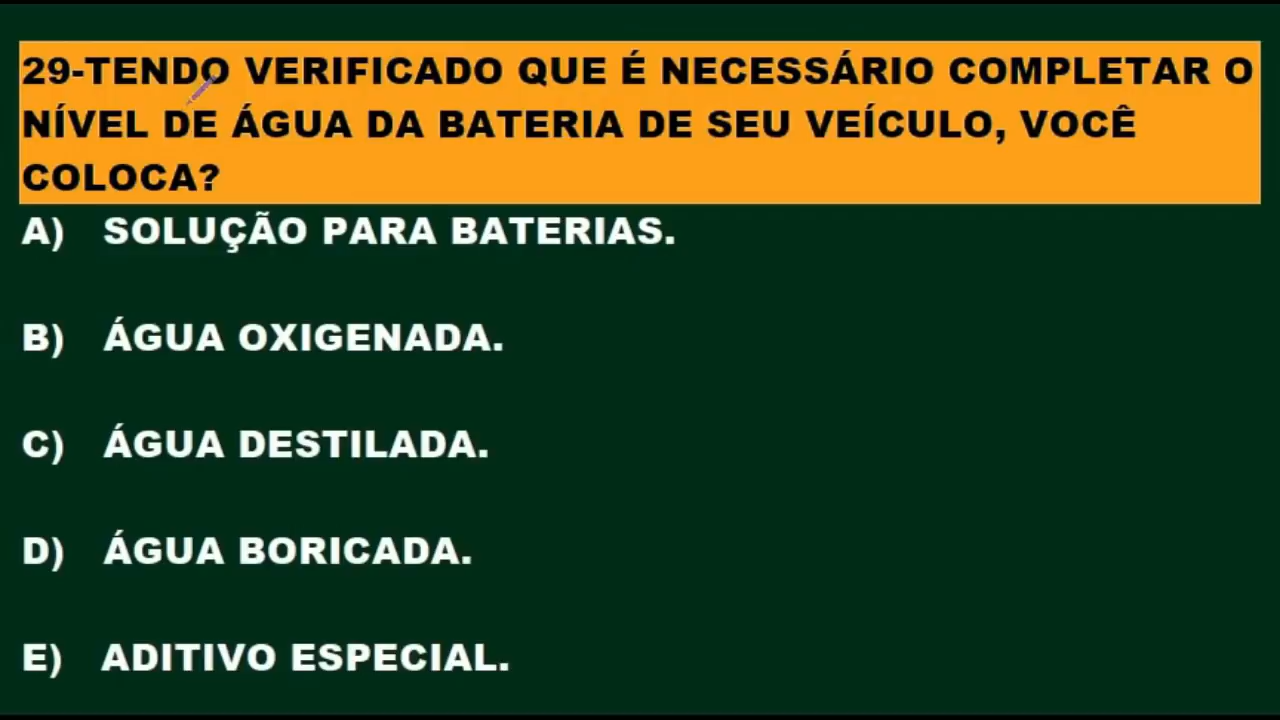 29-TENDO VERIFICADO QUE É NECESSÁRIO COMPLETAR O
NÍVEL DE ÁGUA DA BATERIA DE SEU VEÍCULO, VOCÊ
COLOCA?
A) SOLUÇÃO PARA BATERIAS.
B) ÁGUA OXIGENADA.
C) ÁGUA DESTILADA.
D) ÁGUA BORICADA.
E) ADITIVO ESPECIAL.